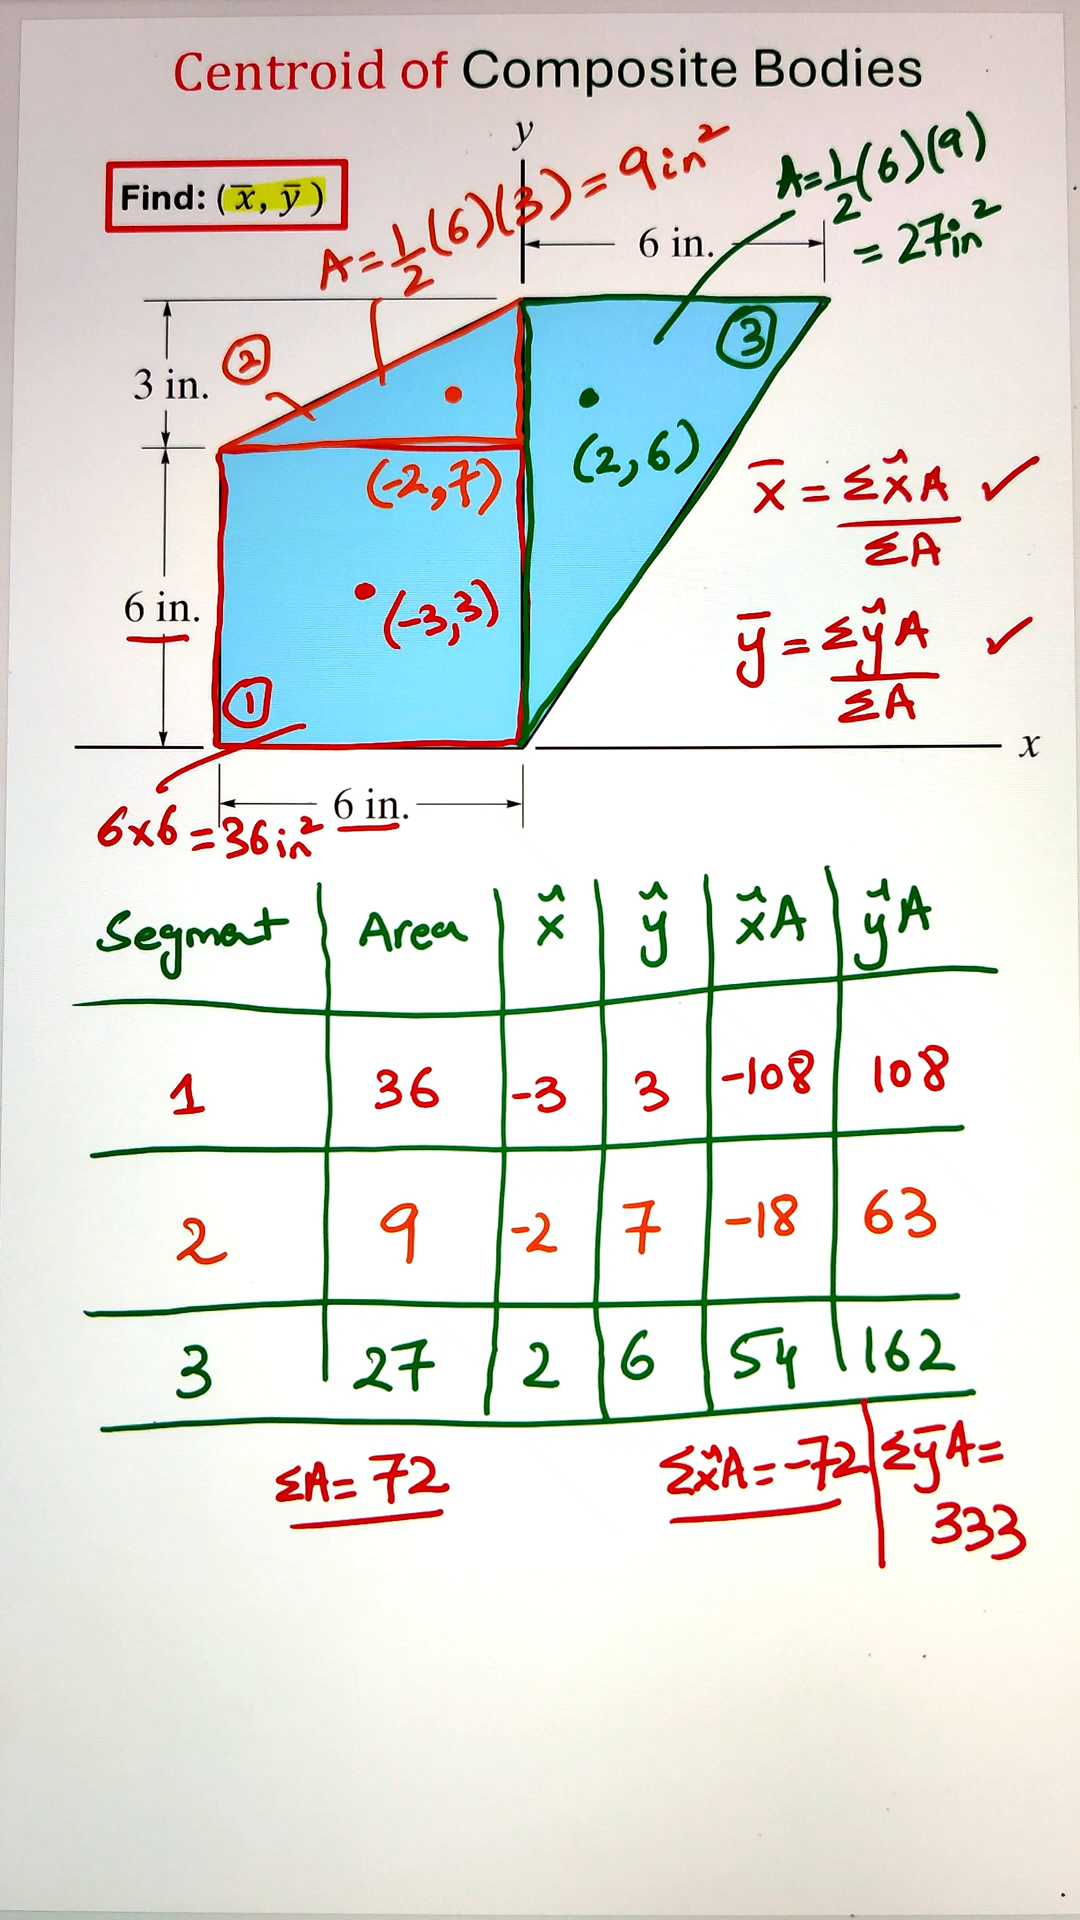 Centroid of Composite Bodies
Find: (x̄, ȳ)
y
A=½(6)(3)=9in²
A=½(6)(9)
=27in²
6 in.
3 in.
②
③
(-2,7)
(2,6)
x̄=Σx̂A/ΣA ✓
6 in.
(-3,3)
ȳ=ΣŷA/ΣA ✓
①
x
6 in.
6x6=36in²
Segment Area x̂ ŷ x̂A ŷA
1 36 -3 3 -108 108
2 9 -2 7 -18 63
3 27 2 6 54 162
ΣA=72 Σx̂A=-72 ΣȳA=
333